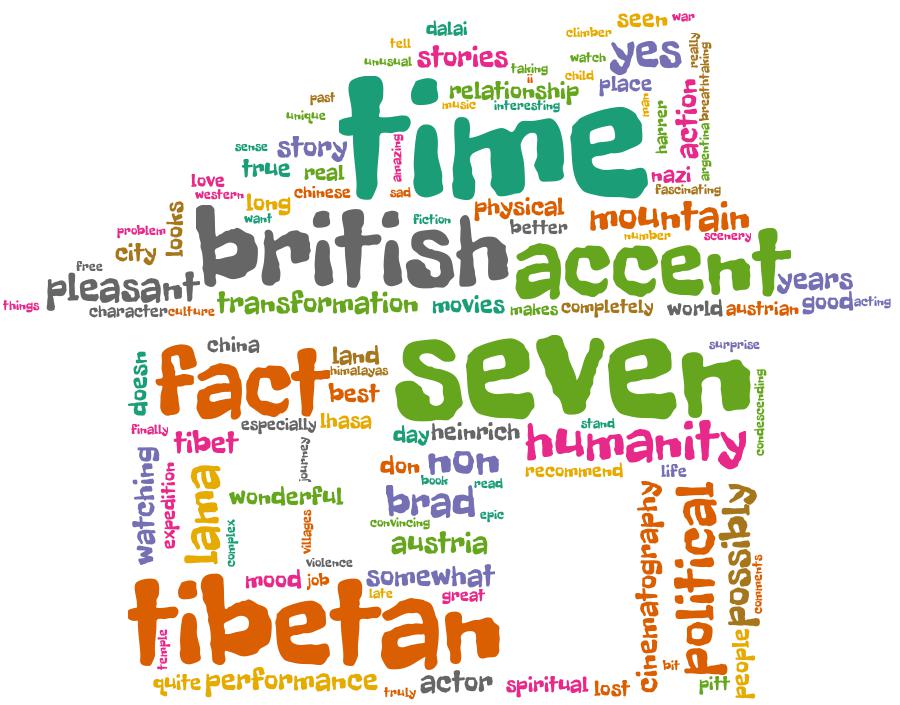 dalai
seen
war
tell
climber
unusual
stories
watch
yes
really
taking
ii
child
place
relationship
past
music
interesting
man
harrer
action
breathtaking
unique
time
sense
story
amazing
argentina
true
real
nazi
love
western
chinese
sad
fascinating
long
want
physical
looks
british
fiction
better
mountain
problem
city
number
scenery
free
accent
pleasant
years
things
character
culture
transformation
movies
makes
completely
world
austrian
good
acting
china
surprise
doesn
fact
land
himalayas
seven
best
condescending
especially
lhasa
finally
tibet
day
heinrich
stand
humanity
journey
watching
expedition
lama
don
non
recommend
life
book
read
wonderful
brad
epic
complex
villages
convincing
austria
cinematography
political
possibly
violence
comments
mood
job
somewhat
late
great
tibetan
temple
bit
people
quite
performance
truly
actor
spiritual
lost
pitt